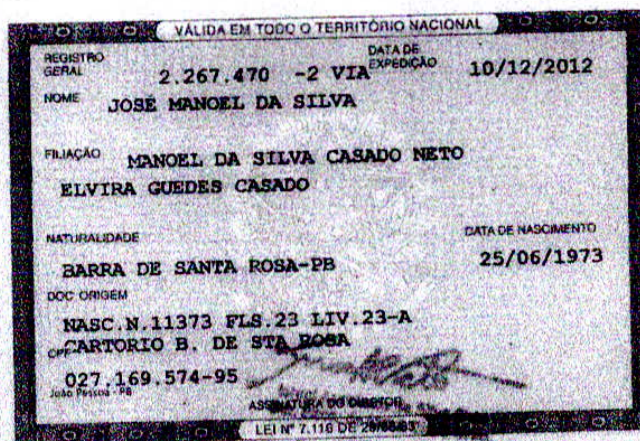 VÁLIDA EM TODO O TERRITÓRIO NACIONAL
REGISTRO GERAL 2.267.470 -2 VIA DATA DE EXPEDIÇÃO 10/12/2012
NOME JOSÉ MANOEL DA SILVA
FILIAÇÃO MANOEL DA SILVA CASADO NETO
ELVIRA GUEDES CASADO
NATURALIDADE DATA DE NASCIMENTO
BARRA DE SANTA ROSA-PB 25/06/1973
DOC ORIGEM
NASC.N.11373 FLS.23 LIV.23-A
CARTORIO B. DE STA ROSA
CPF 027.169.574-95
João Pessoa - PB
ASSINATURA DO DIRETOR
LEI Nº 7.116 DE 29/08/83